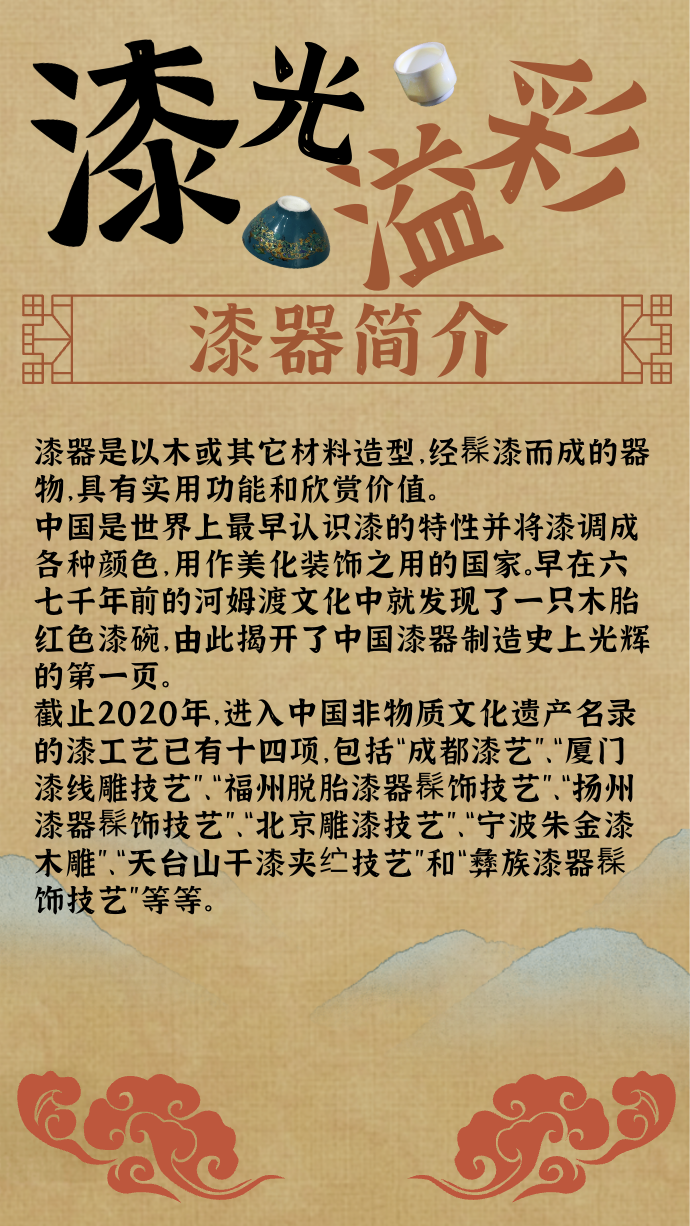 漆光溢彩
漆器简介
漆器是以木或其它材料造型,经髹漆而成的器
物,具有实用功能和欣赏价值。
中国是世界上最早认识漆的特性并将漆调成
各种颜色,用作美化装饰之用的国家。早在六
七千年前的河姆渡文化中就发现了一只木胎
红色漆碗,由此揭开了中国漆器制造史上光辉
的第一页。
截止2020年,进入中国非物质文化遗产名录
的漆工艺已有十四项,包括“成都漆艺”、“厦门
漆线雕技艺”、“福州脱胎漆器髹饰技艺”、“扬州
漆器髹饰技艺”、“北京雕漆技艺”、“宁波朱金漆
木雕”、“天台山干漆夹纻技艺”和“彝族漆器髹
饰技艺”等等。